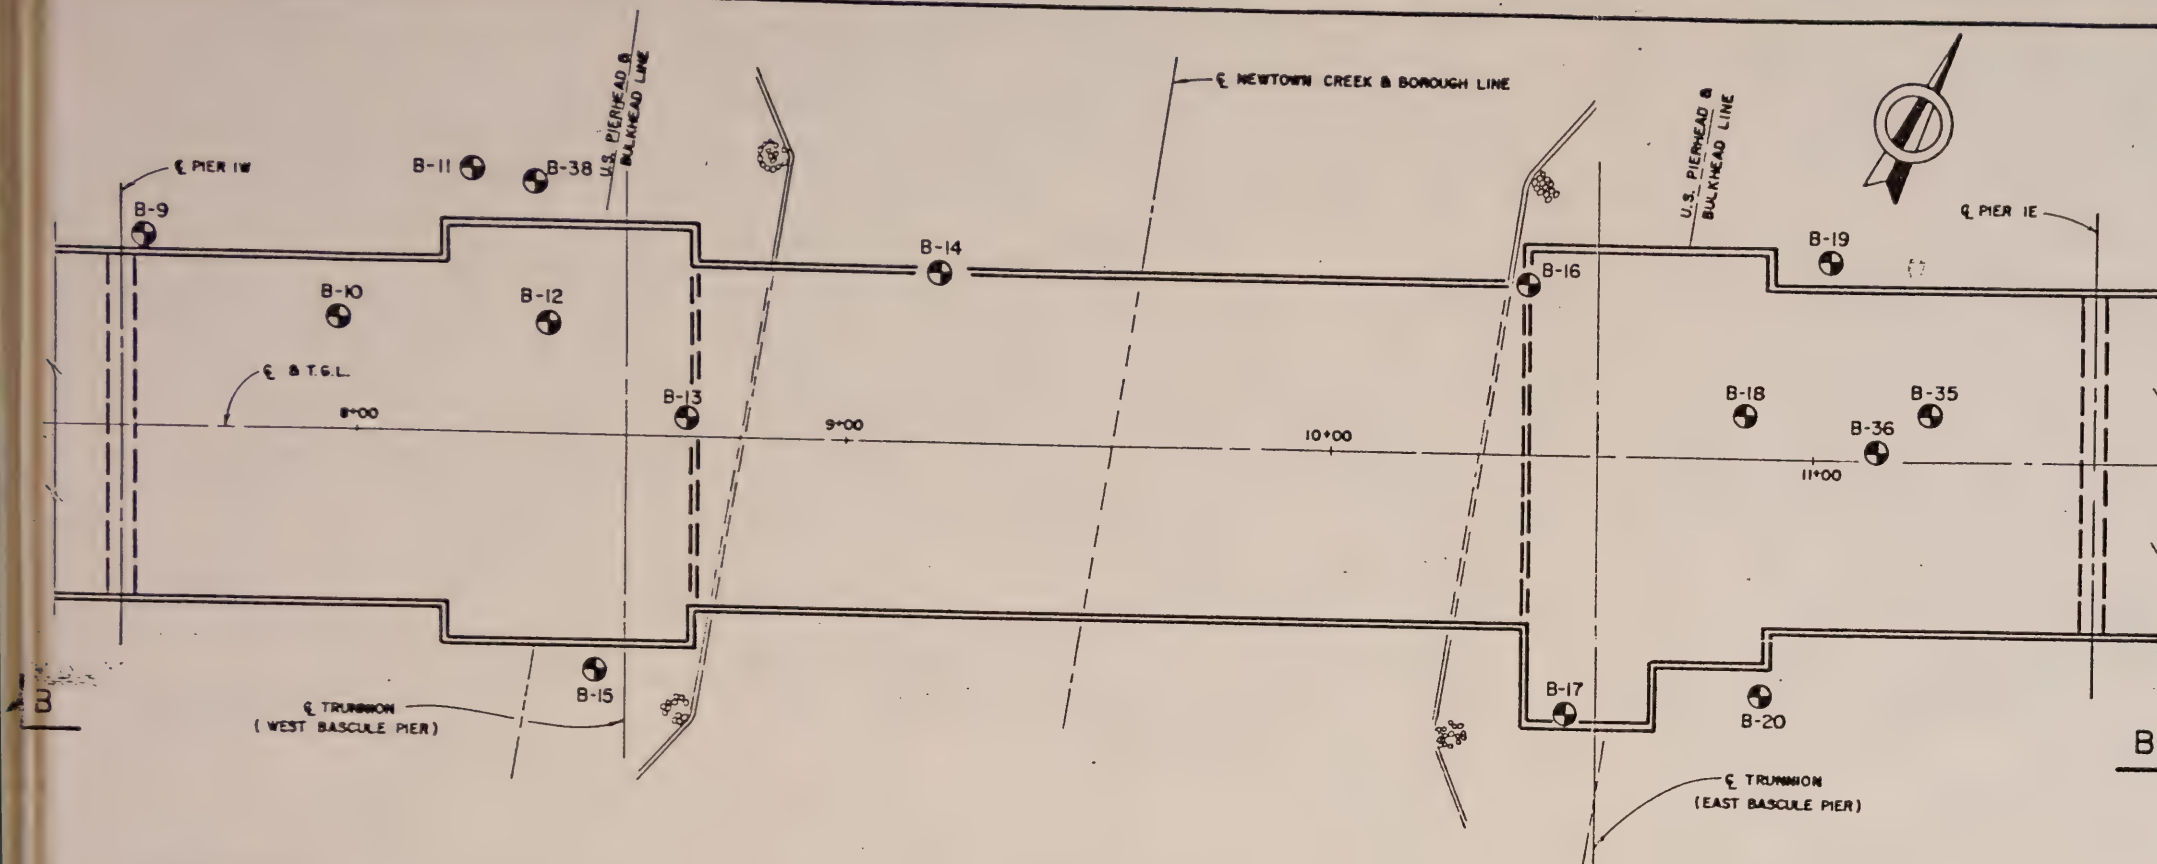 U.S. PIERHEAD &
BULKHEAD LINE
℄ NEWTOWN CREEK & BOROUGH LINE
U.S. PIERHEAD &
BULKHEAD LINE
℄ PIER 1W
B-11
B-38
B-9
℄ PIER 1E
B-19
B-14
B-16
B-10
B-12
℄ & T.G.L.
B-13
8+00
9+00
10+00
B-18
B-35
B-36
11+00
B-15
B-17
B-20
B
℄ TRUNNION
(WEST BASCULE PIER)
B
℄ TRUNNION
(EAST BASCULE PIER)